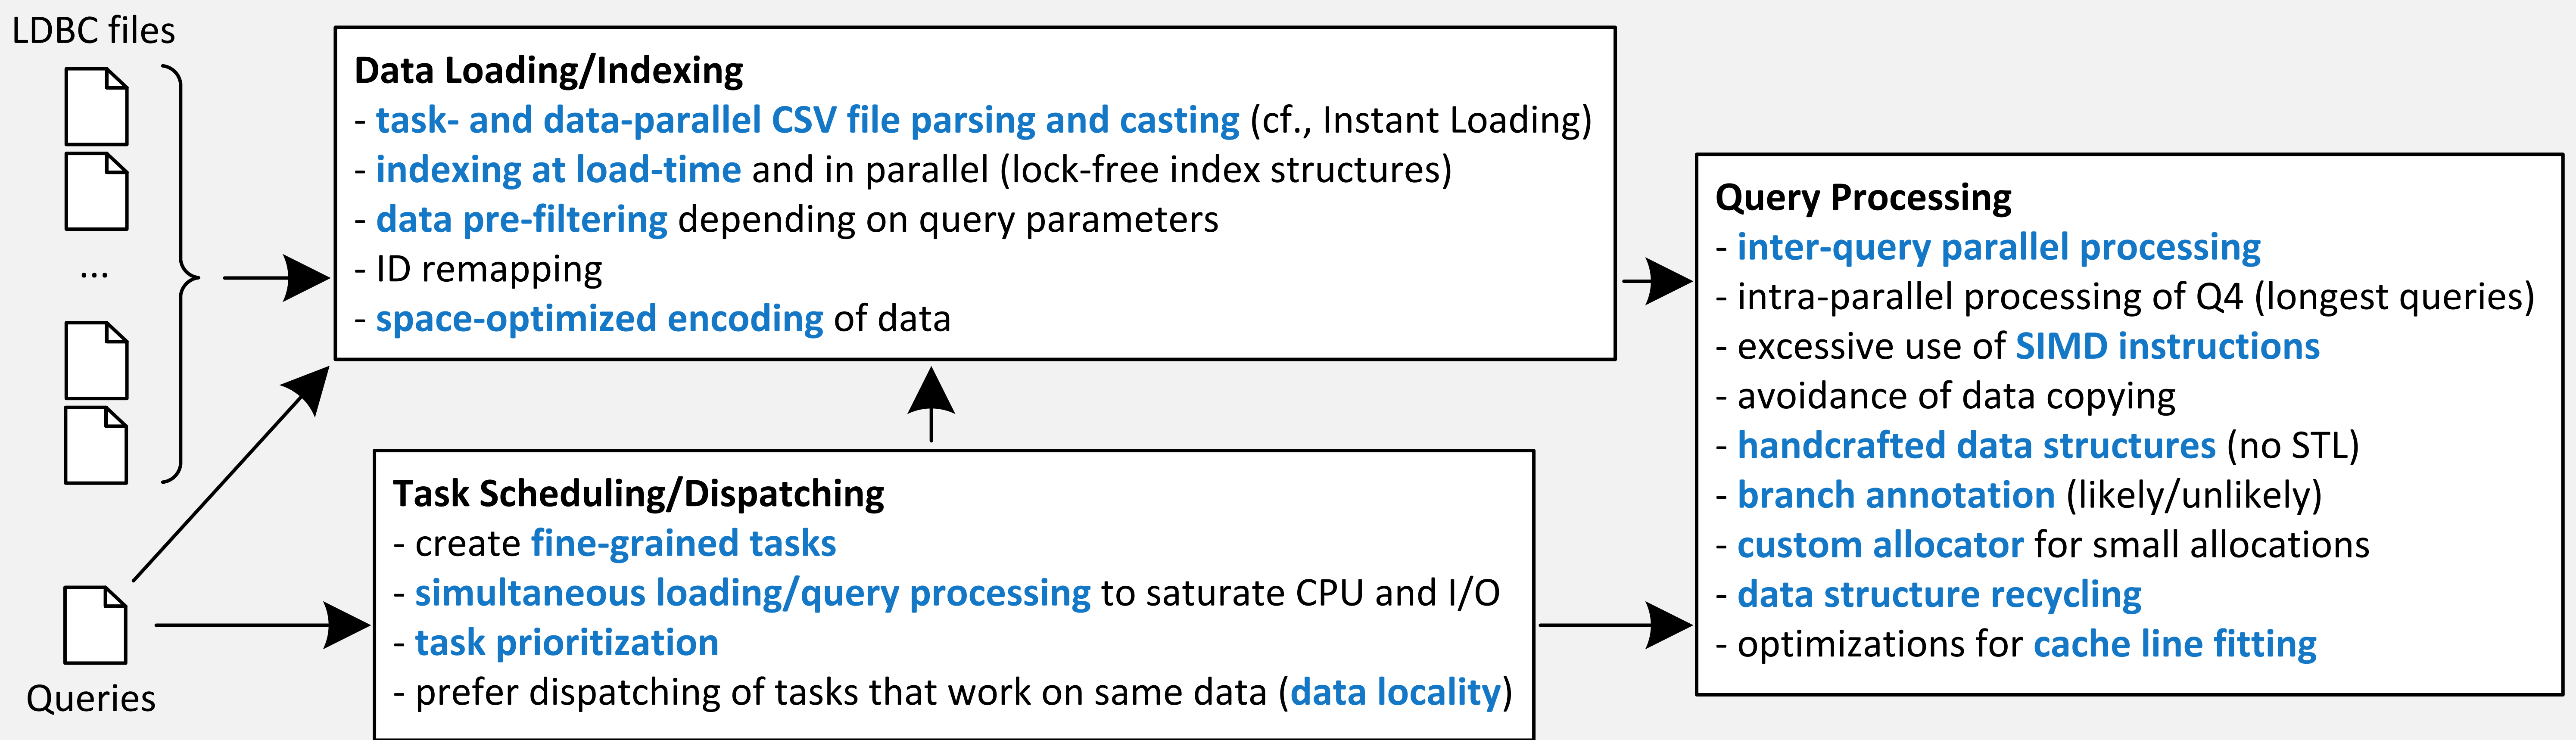 LDBC files
...
Queries
Data Loading/Indexing
- task- and data-parallel CSV file parsing and casting (cf., Instant Loading)
- indexing at load-time and in parallel (lock-free index structures)
- data pre-filtering depending on query parameters
- ID remapping
- space-optimized encoding of data
Task Scheduling/Dispatching
- create fine-grained tasks
- simultaneous loading/query processing to saturate CPU and I/O
- task prioritization
- prefer dispatching of tasks that work on same data (data locality)
Query Processing
- inter-query parallel processing
- intra-parallel processing of Q4 (longest queries)
- excessive use of SIMD instructions
- avoidance of data copying
- handcrafted data structures (no STL)
- branch annotation (likely/unlikely)
- custom allocator for small allocations
- data structure recycling
- optimizations for cache line fitting